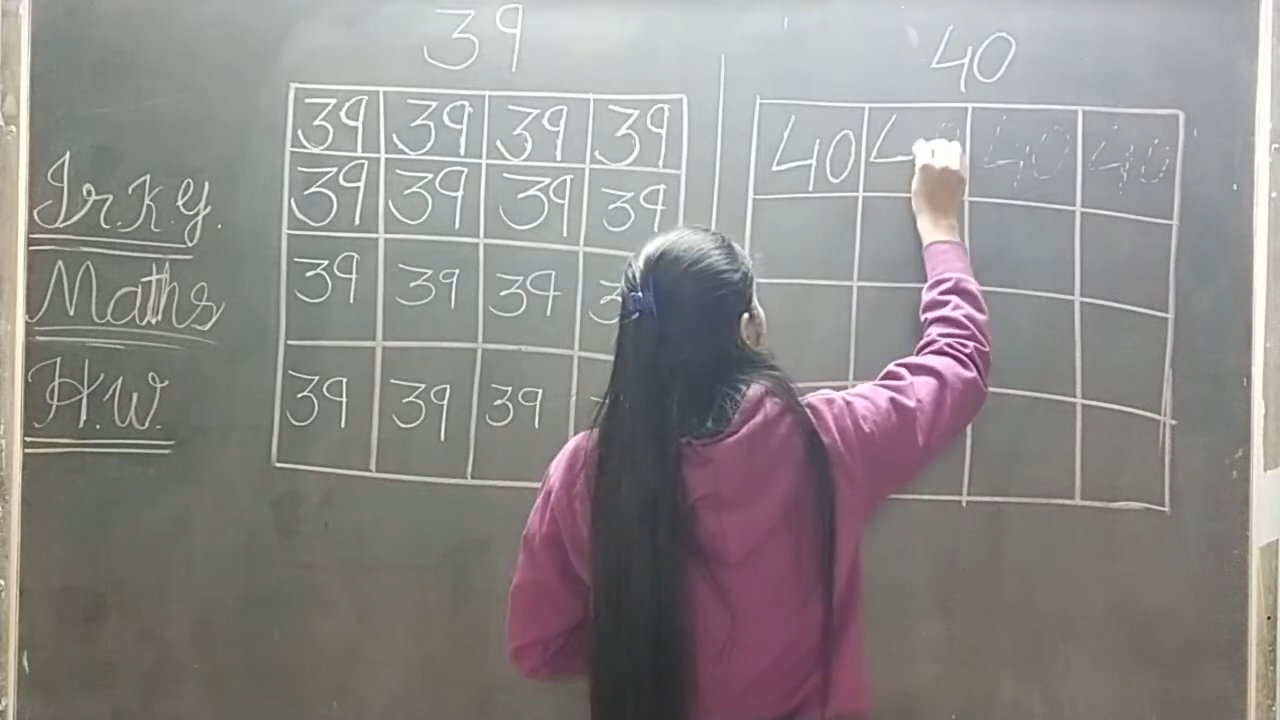 Jr.K.G.
Maths
H.W.
39
39 39 39 39
39 39 39 39
39 39 39
39 39 39
40
40 40 40